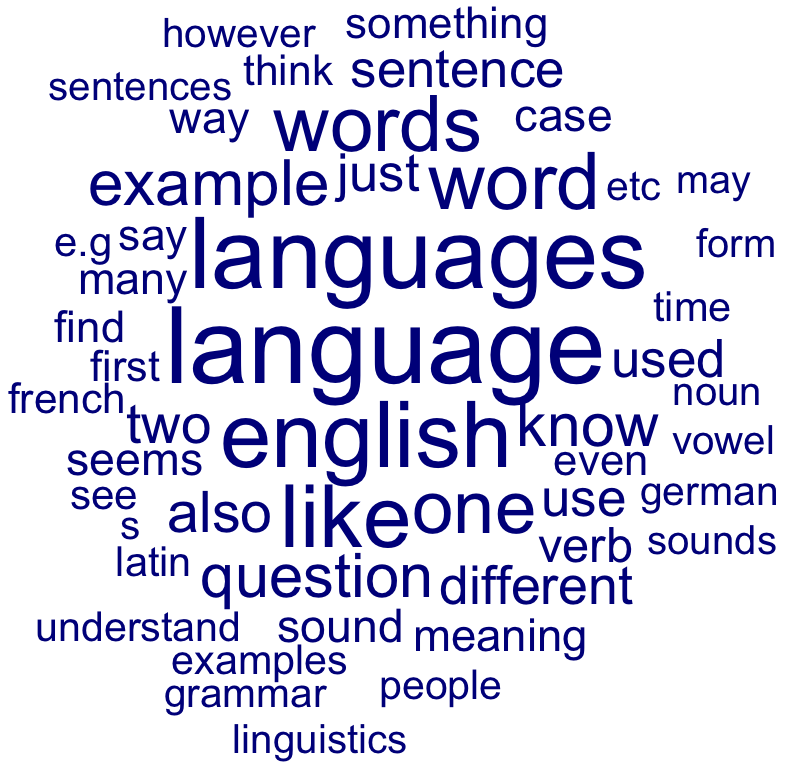 however something
sentences think sentence
way words case
example just word etc may
e.g say languages form
many
find language time
first used
french two english know noun
seems even vowel
see also like one use german
s verb sounds
latin question different
understand sound meaning
examples
grammar people
linguistics